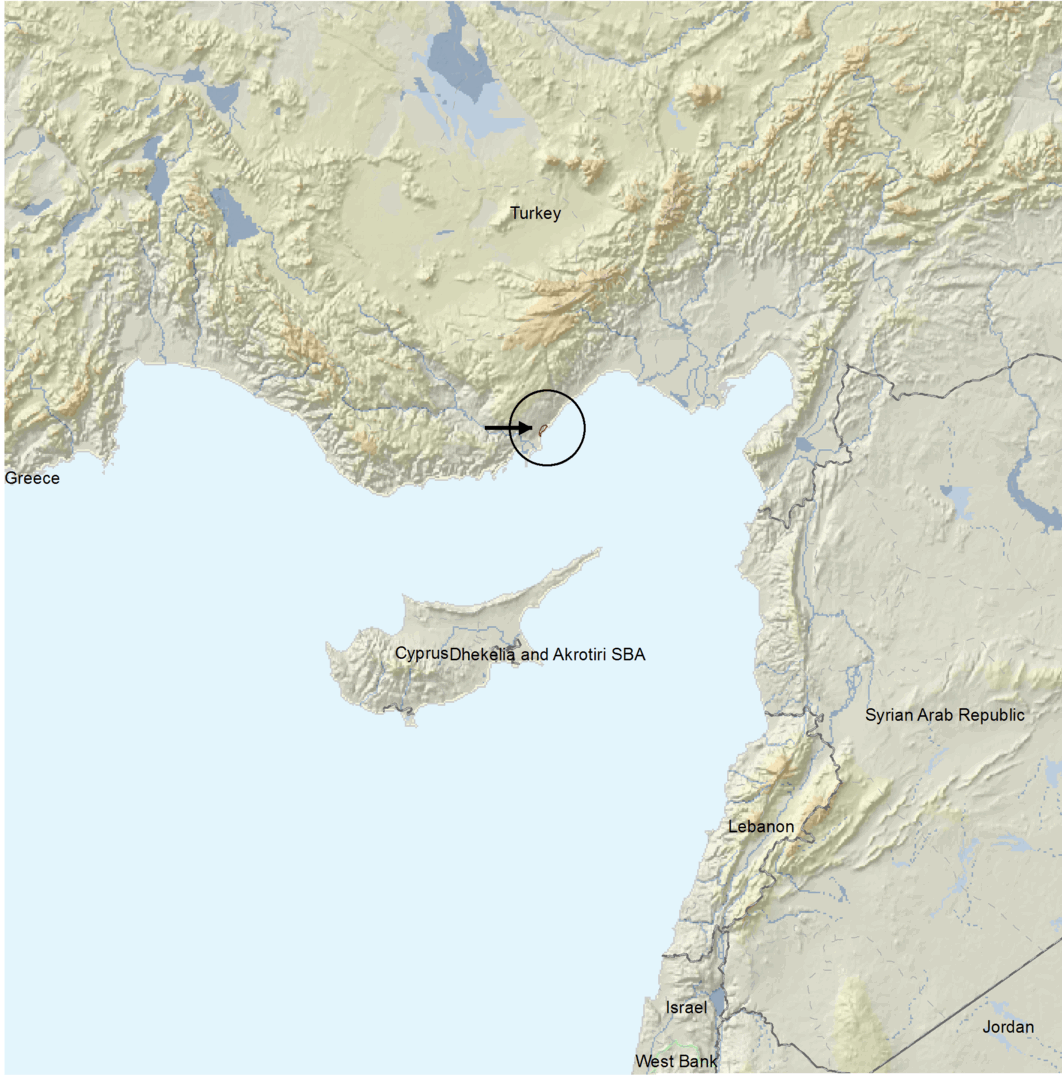 Turkey
Greece
CyprusDhekelia and Akrotiri SBA
Syrian Arab Republic
Lebanon
Israel
Jordan
West Bank